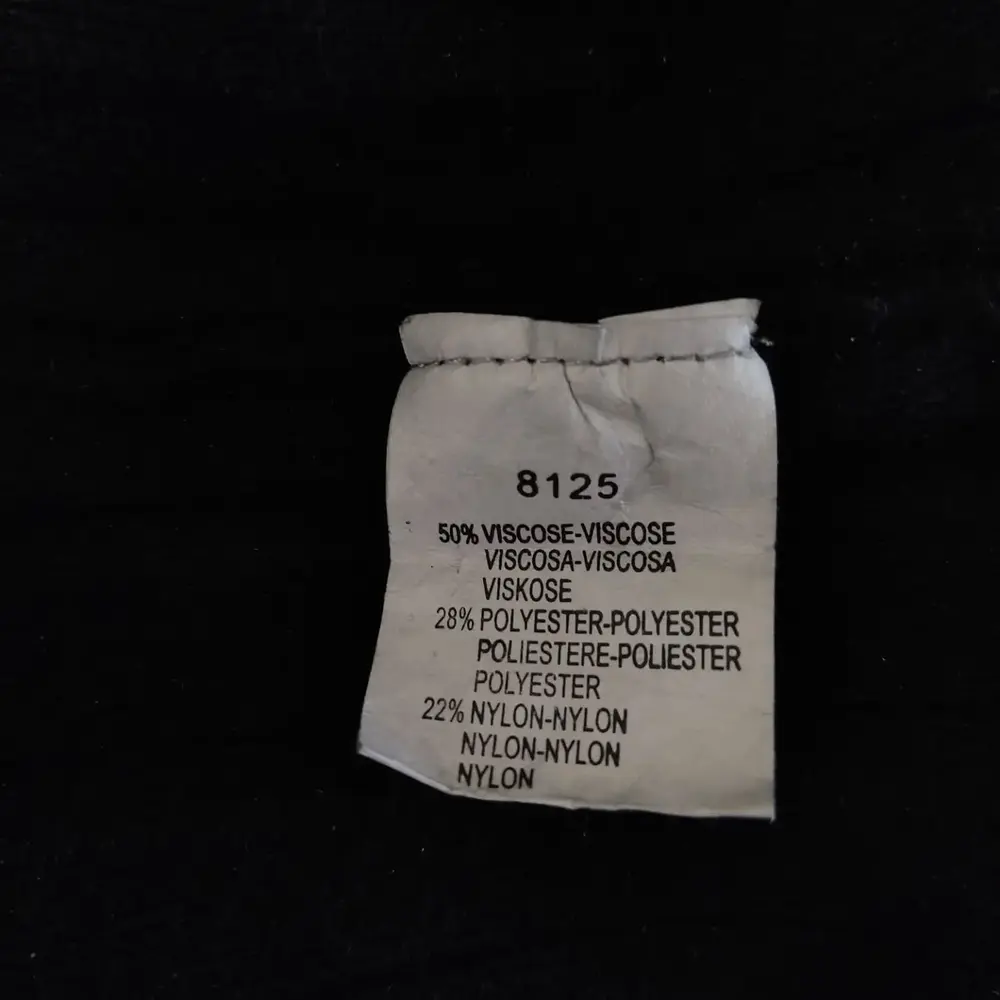 8125
50% VISCOSE-VISCOSE
VISCOSA-VISCOSA
VISKOSE
28% POLYESTER-POLYESTER
POLIESTERE-POLIESTER
POLYESTER
22% NYLON-NYLON
NYLON-NYLON
NYLON